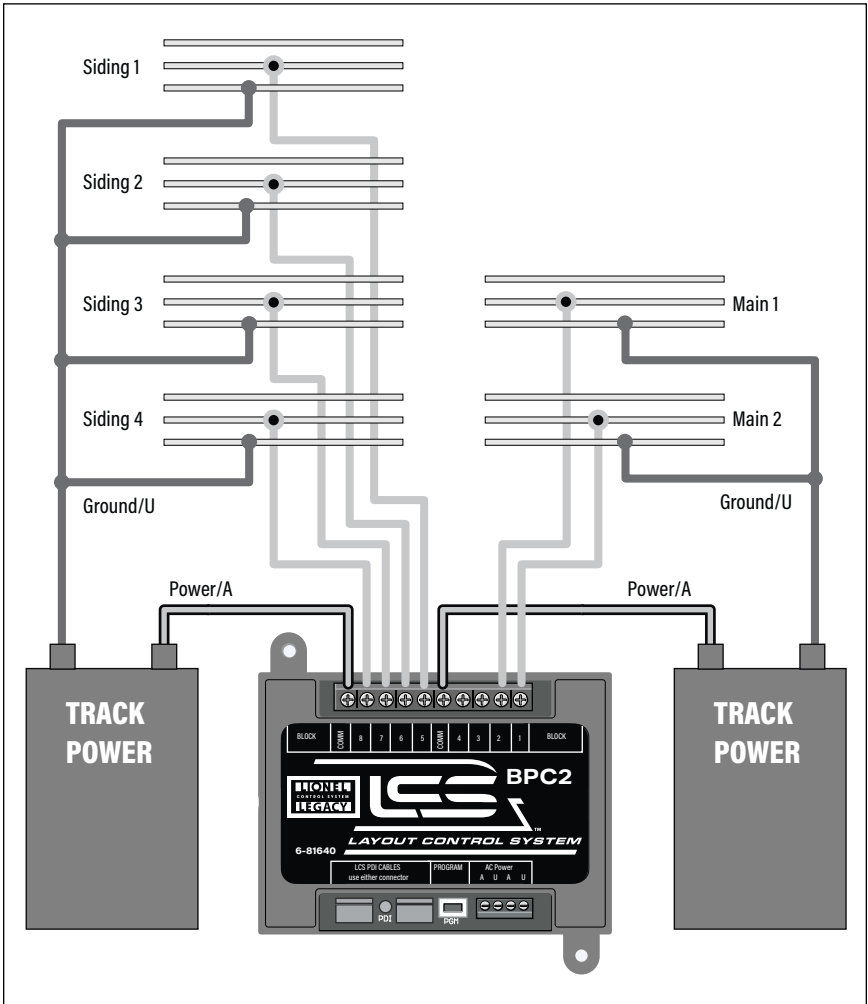 Siding 1
Siding 2
Siding 3
Siding 4
Ground/U
Main 1
Main 2
Ground/U
Power/A
Power/A
TRACK
POWER
TRACK
POWER
BLOCK COMM 8 7 6 5 COMM 4 3 2 1 BLOCK
LIONEL
CONTROL SYSTEM
LEGACY
LCS
BPC2
™
LAYOUT CONTROL SYSTEM
6-81640
LCS PDI CABLES
use either connector
PROGRAM
AC Power
A U A U
PDI
PGM